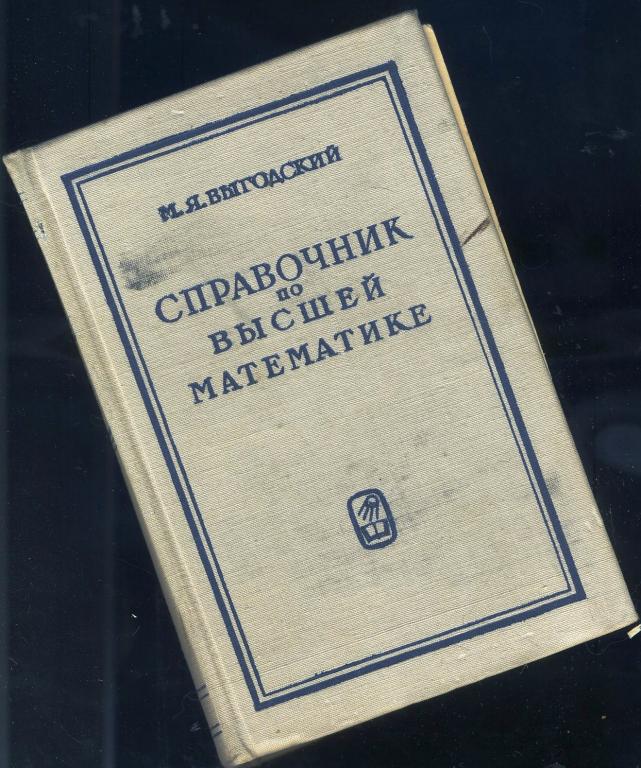 М. Я. ВЫГОДСКИЙ
СПРАВОЧНИК
ПО
ВЫСШЕЙ
МАТЕМАТИКЕ